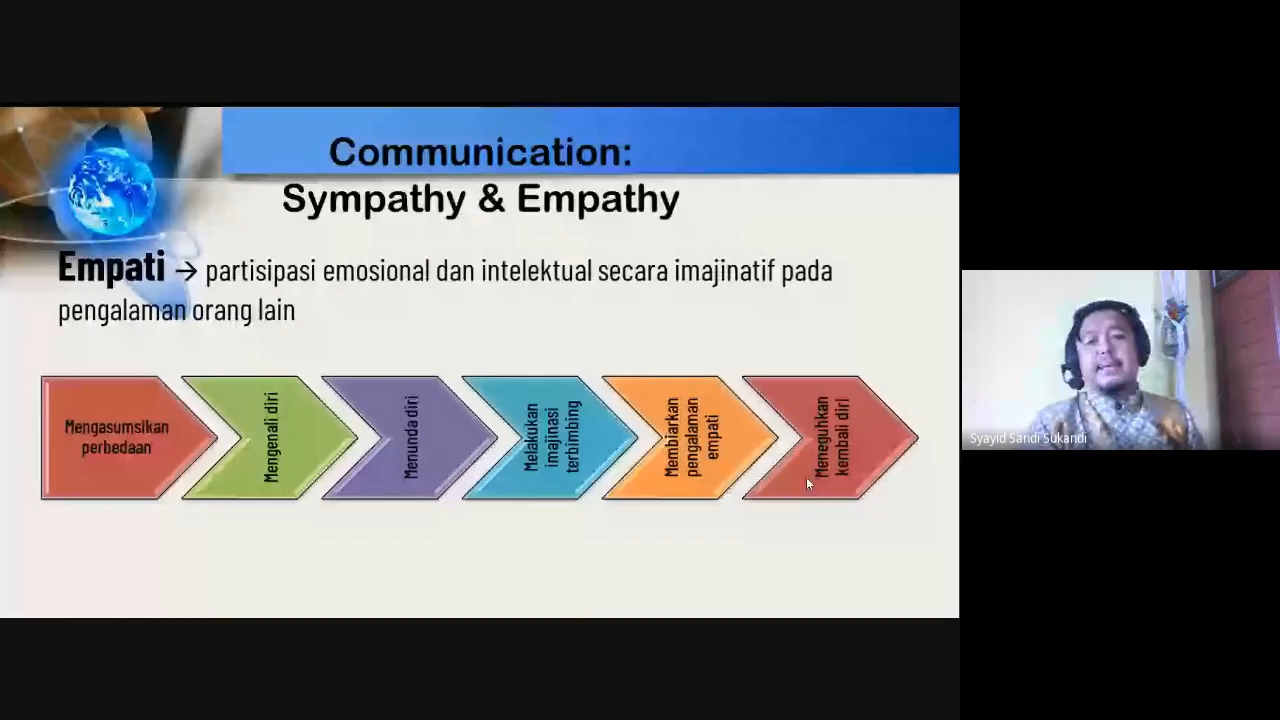 Communication:
Sympathy & Empathy
Empati → partisipasi emosional dan intelektual secara imajinatif pada
pengalaman orang lain
Mengasumsikan
perbedaan
Mengenali diri
Menunda diri
Melakukan
imajinasi
terbimbing
Membiarkan
pengalaman
empati
Meneguhkan
kembali diri
Syayid Sandi Sukandi